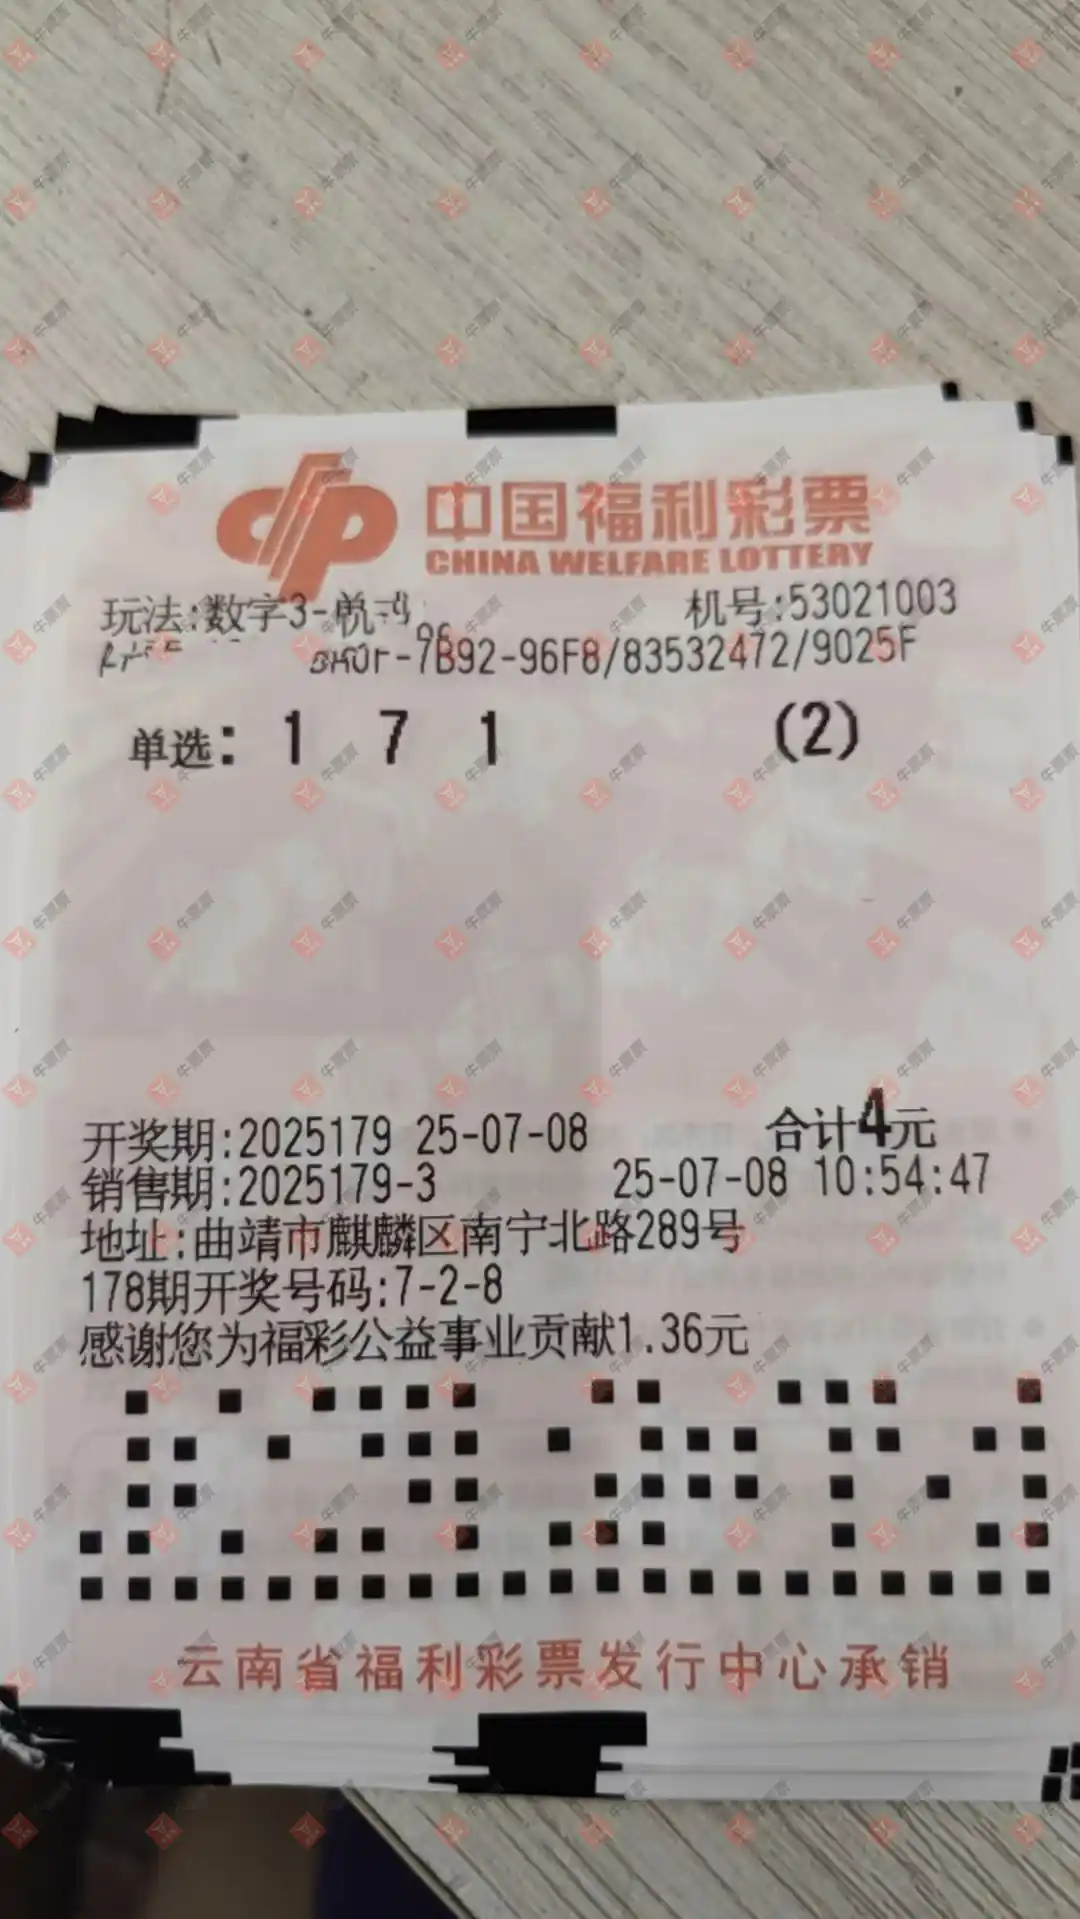 中国福利彩票
CHINA WELFARE LOTTERY
玩法:数字3-单 机号:53021003
-7B92-96F8/83532472/9025F
单选: 1 7 1 (2)
开奖期:2025179 25-07-08 合计4元
销售期:2025179-3 25-07-08 10:54:47
地址:曲靖市麒麟区南宁北路289号
178期开奖号码:7-2-8
感谢您为福彩公益事业贡献1.36元
云南省福利彩票发行中心承销
牛票票